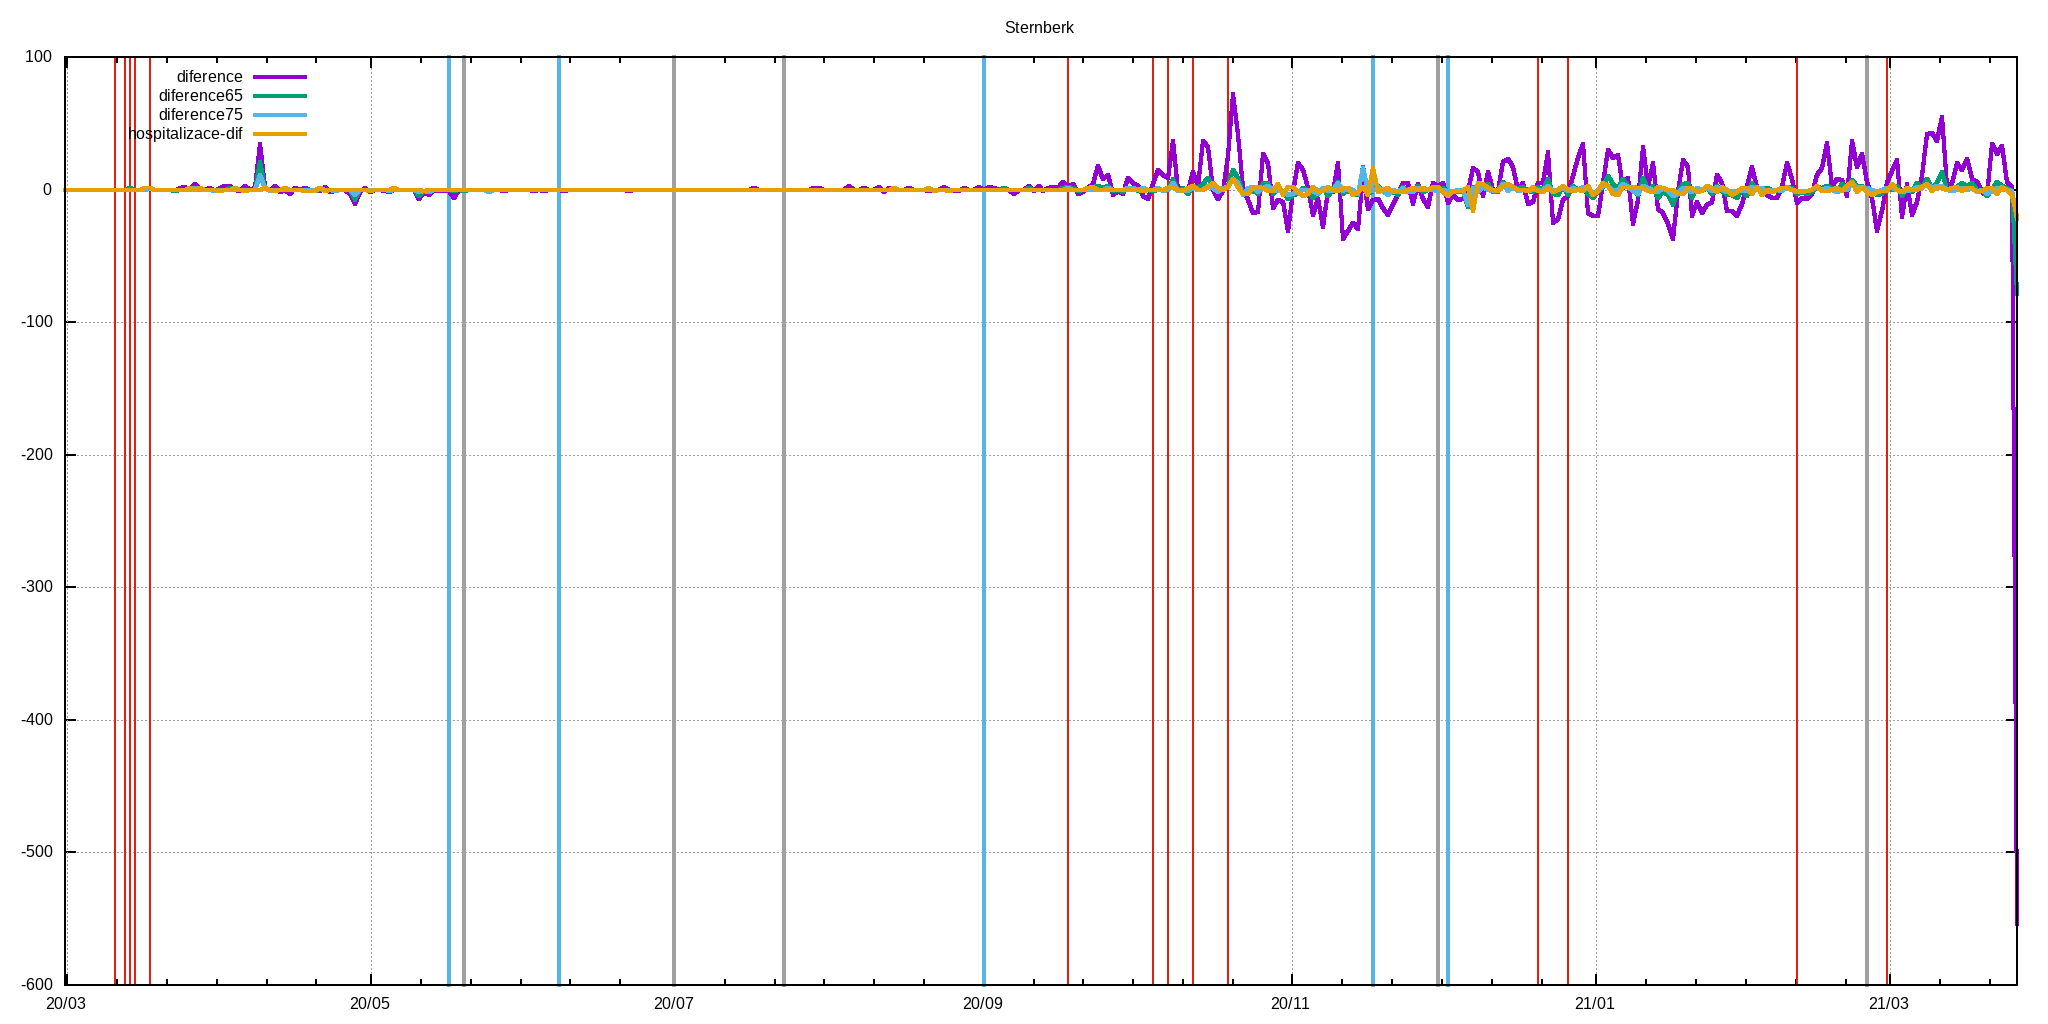 Sternberk
100
diference
diference65
diference75
hospitalizace-dif
0
-100
-200
-300
-400
-500
-600
20/03 20/05 20/07 20/09 20/11 21/01 21/03